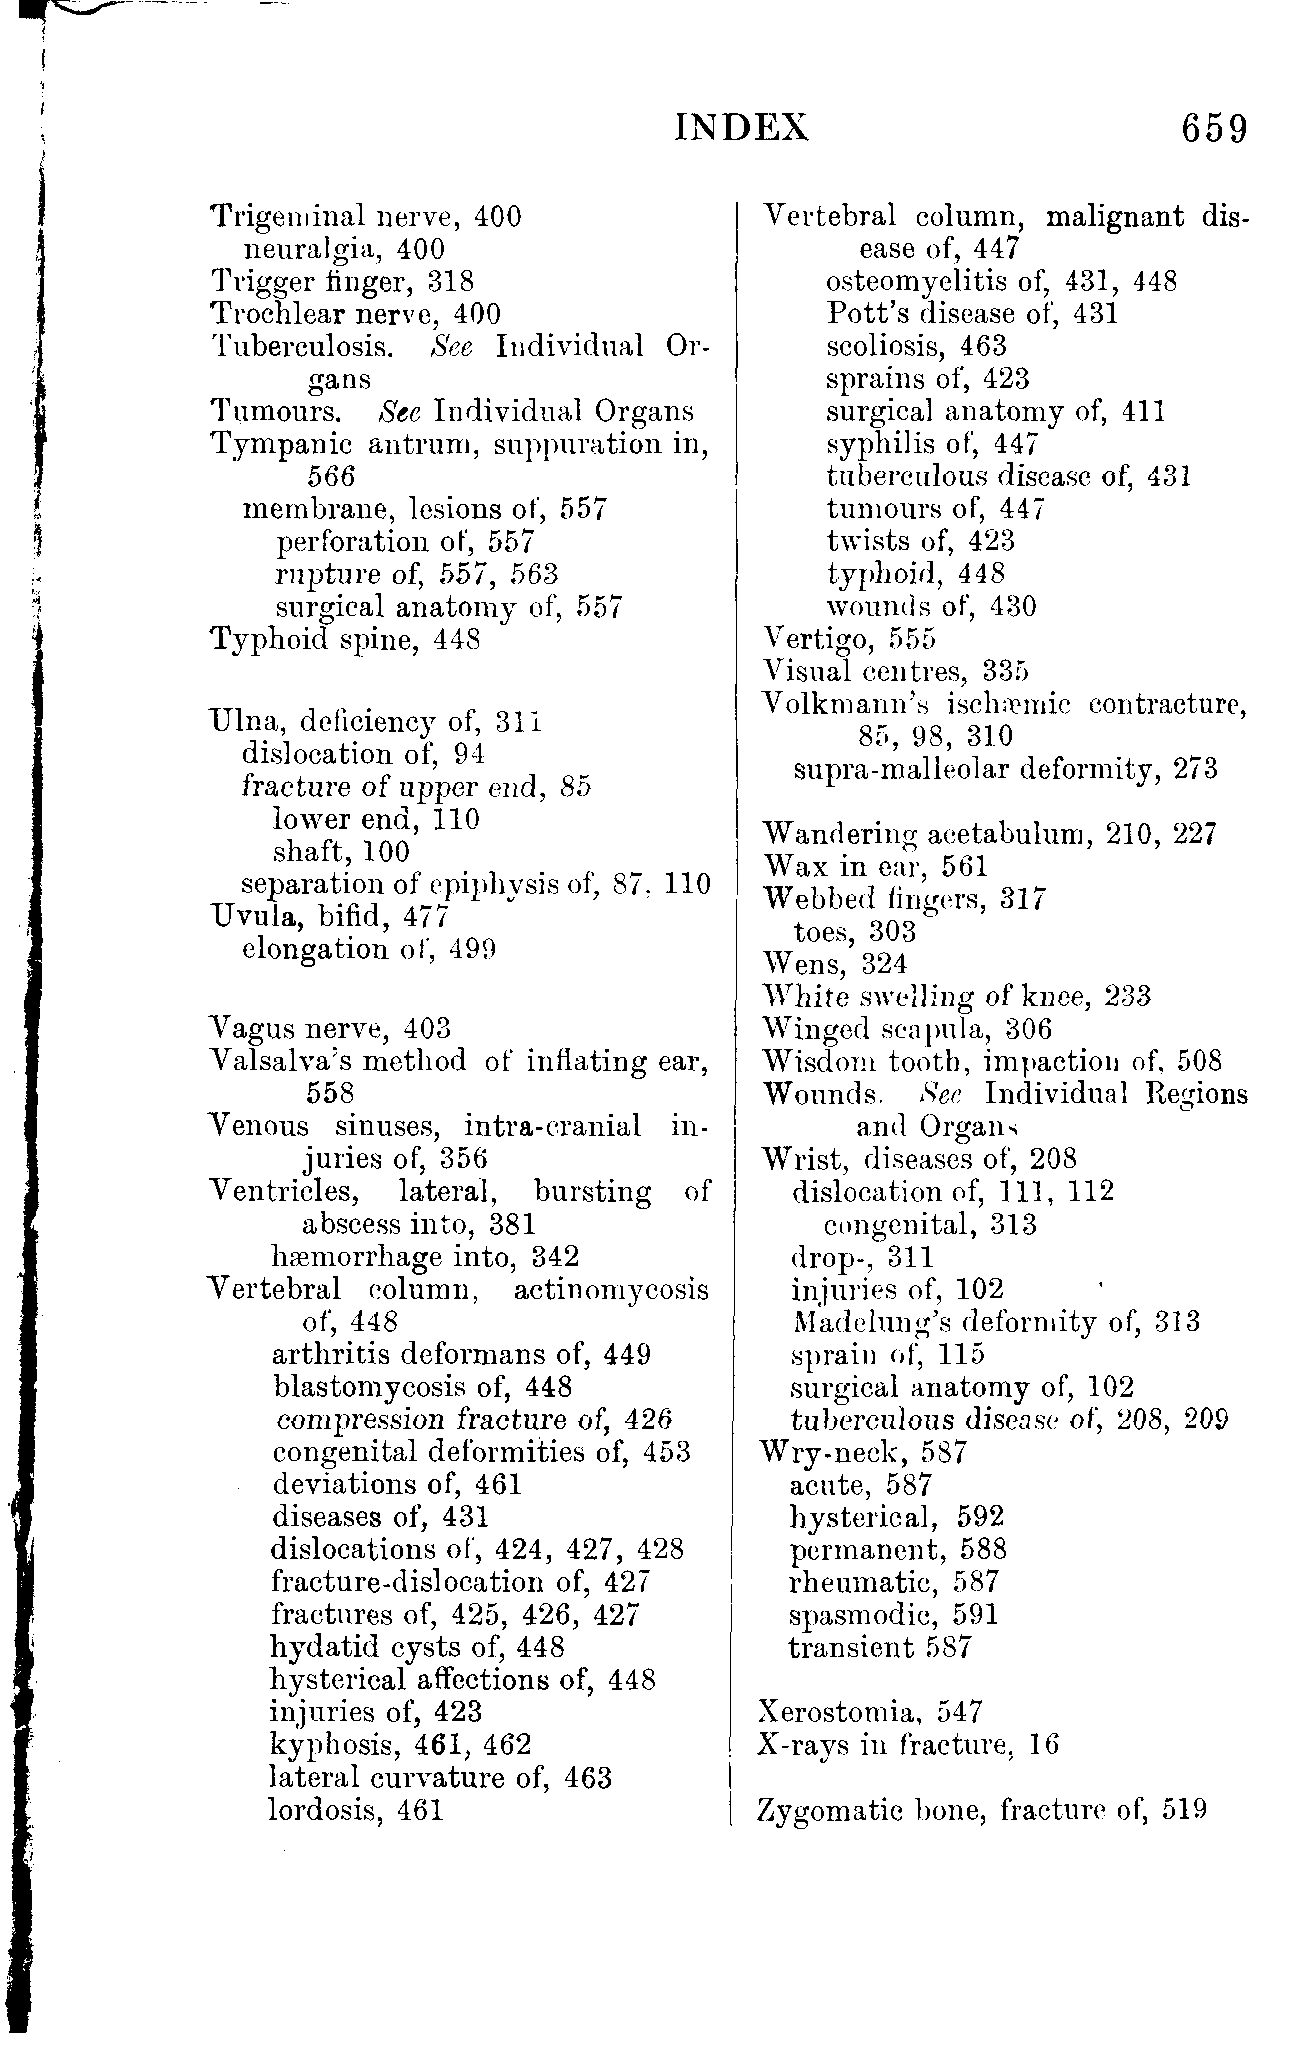 INDEX 659
Trigeminal nerve, 400
neuralgia, 400
Trigger finger, 318
Trochlear nerve, 400
Tuberculosis. See Individual Or-
gans
Tumours. See Individual Organs
Tympanic antrum, suppuration in,
566
membrane, lesions of, 557
perforation of, 557
rupture of, 557, 563
surgical anatomy of, 557
Typhoid spine, 448
Ulna, deficiency of, 311
dislocation of, 94
fracture of upper end, 85
lower end, 110
shaft, 100
separation of epiphysis of, 87, 110
Uvula, bifid, 477
elongation of, 499
Vagus nerve, 403
Valsalva's method of inflating ear,
558
Venous sinuses, intra-cranial in-
juries of, 356
Ventricles, lateral, bursting of
abscess into, 381
hæmorrhage into, 342
Vertebral column, actinomycosis
of, 448
arthritis deformans of, 449
blastomycosis of, 448
compression fracture of, 426
congenital deformities of, 453
deviations of, 461
diseases of, 431
dislocations of, 424, 427, 428
fracture-dislocation of, 427
fractures of, 425, 426, 427
hydatid cysts of, 448
hysterical affections of, 448
injuries of, 423
kyphosis, 461, 462
lateral curvature of, 463
lordosis, 461
Vertebral column, malignant dis-
ease of, 447
osteomyelitis of, 431, 448
Pott's disease of, 431
scoliosis, 463
sprains of, 423
surgical anatomy of, 411
syphilis of, 447
tuberculous disease of, 431
tumours of, 447
twists of, 423
typhoid, 448
wounds of, 430
Vertigo, 555
Visual centres, 335
Volkmann's ischæmic contracture,
85, 98, 310
supra-malleolar deformity, 273
Wandering acetabulum, 210, 227
Wax in ear, 561
Webbed fingers, 317
toes, 303
Wens, 324
White swelling of knee, 233
Winged scapula, 306
Wisdom tooth, impaction of, 508
Wounds. See Individual Regions
and Organs
Wrist, diseases of, 208
dislocation of, 111, 112
congenital, 313
drop-, 311
injuries of, 102
Madelung's deformity of, 313
sprain of, 115
surgical anatomy of, 102
tuberculous disease of, 208, 209
Wry-neck, 587
acute, 587
hysterical, 592
permanent, 588
rheumatic, 587
spasmodic, 591
transient 587
Xerostomia, 547
X-rays in fracture, 16
Zygomatic bone, fracture of, 519